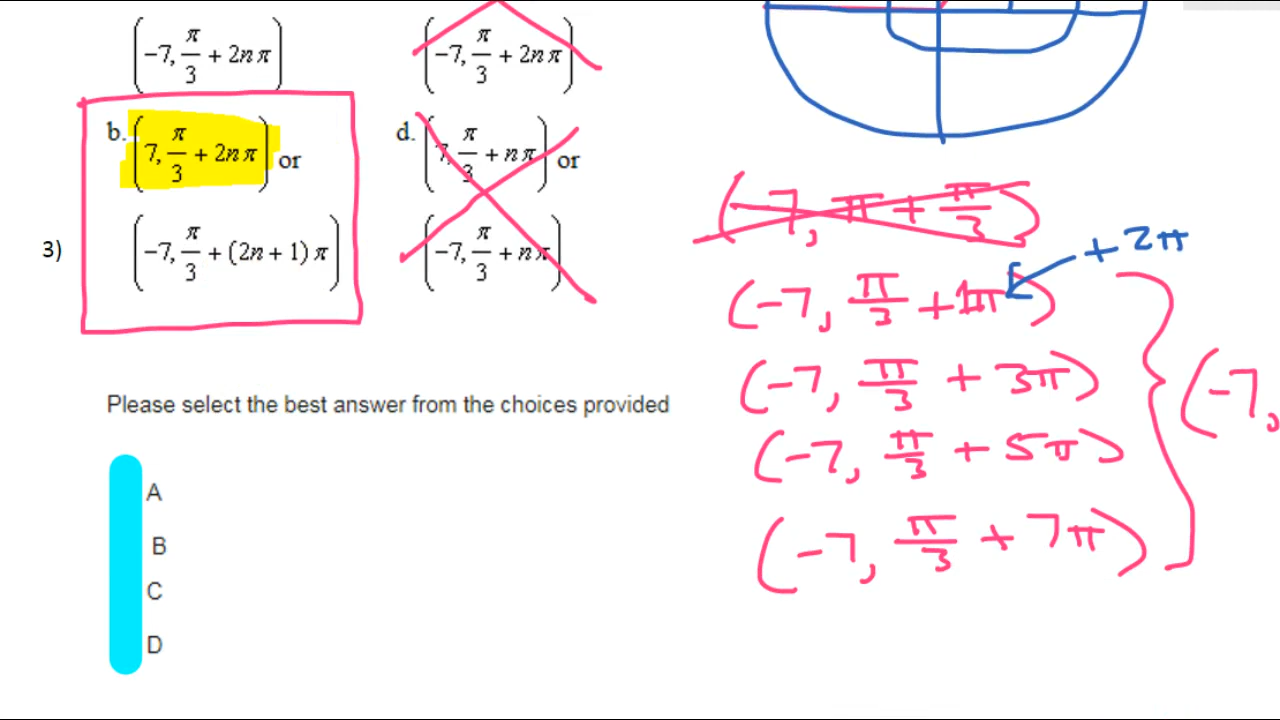 (-7, π/3 + 2nπ)
(-7, π/3 + 2nπ)
b. (7, π/3 + 2nπ) or
d. (7, π/3 + nπ) or
3) (-7, π/3 + (2n + 1)π)
(-7, π/3 + nπ)
Please select the best answer from the choices provided
A
B
C
D
(-7, π + π/3)
+ 2π
(-7, π/3 + 1π)
(-7, π/3 + 3π)
(-7, π/3 + 5π)
(-7, π/3 + 7π)
(-7,